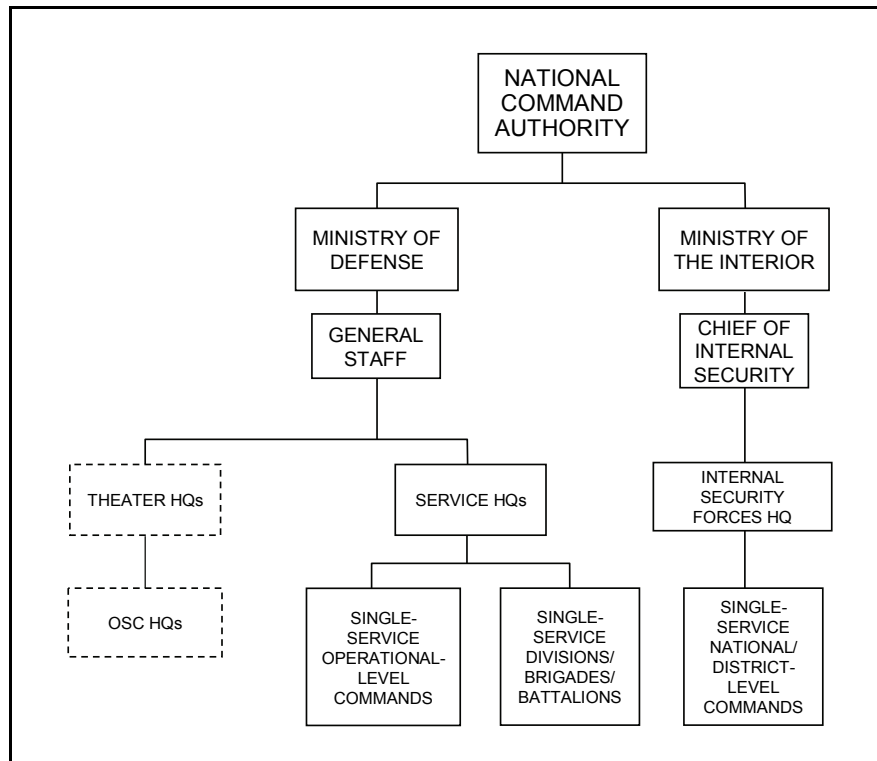 NATIONAL
COMMAND
AUTHORITY
MINISTRY OF
DEFENSE
MINISTRY OF
THE INTERIOR
GENERAL
STAFF
CHIEF OF
INTERNAL
SECURITY
THEATER HQs
SERVICE HQs
INTERNAL
SECURITY
FORCES HQ
OSC HQs
SINGLE-
SERVICE
OPERATIONAL-
LEVEL
COMMANDS
SINGLE-
SERVICE
DIVISIONS/
BRIGADES/
BATTALIONS
SINGLE-
SERVICE
NATIONAL/
DISTRICT-
LEVEL
COMMANDS